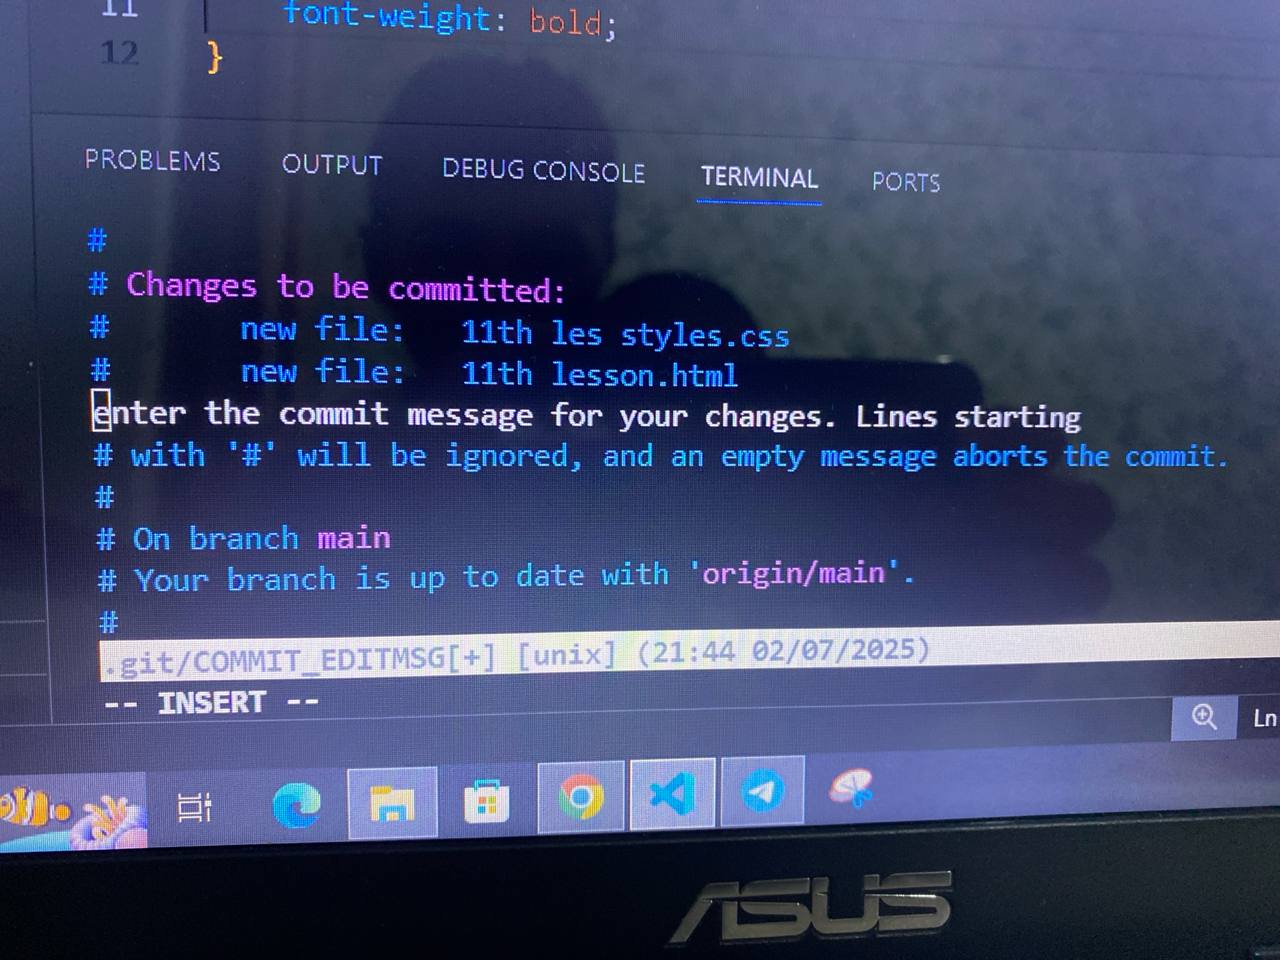 11 font-weight: bold;
12 }
PROBLEMS OUTPUT DEBUG CONSOLE TERMINAL PORTS
#
# Changes to be committed:
# new file: 11th les styles.css
# new file: 11th lesson.html
enter the commit message for your changes. Lines starting
# with '#' will be ignored, and an empty message aborts the commit.
#
# On branch main
# Your branch is up to date with 'origin/main'.
#
.git/COMMIT_EDITMSG[+] [unix] (21:44 02/07/2025)
-- INSERT --
Ln
ASUS